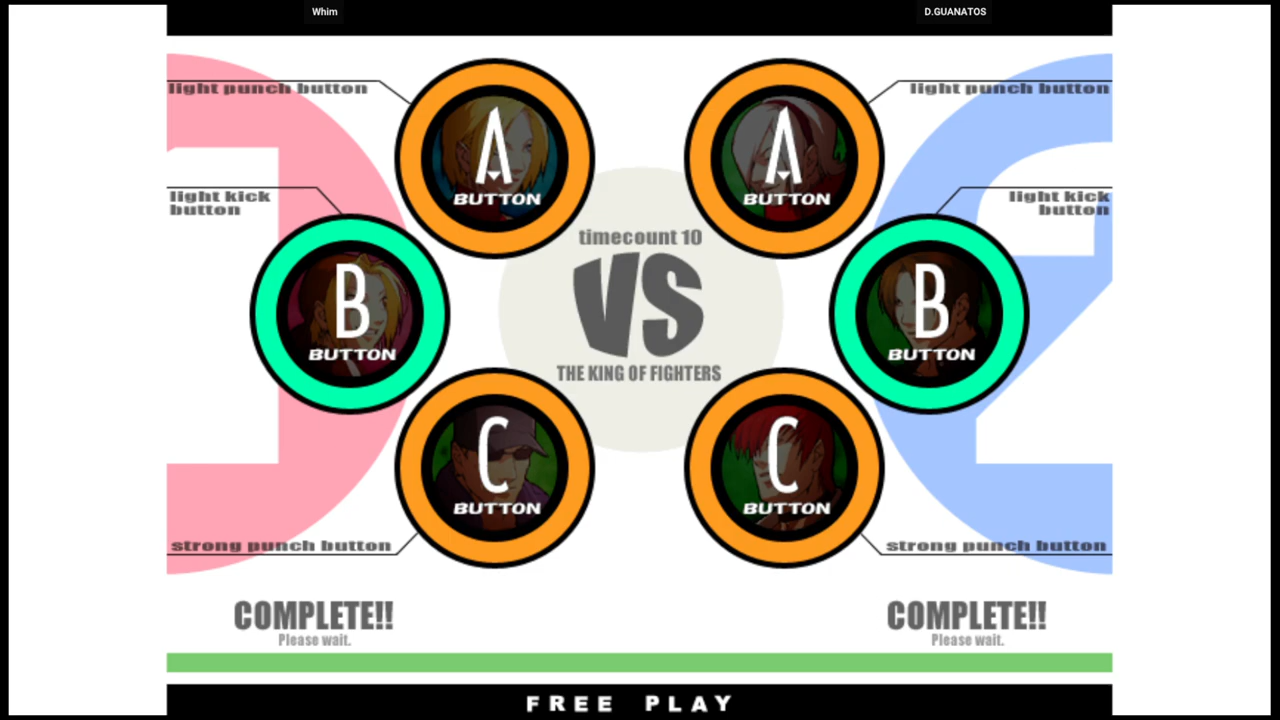 Whim
D.GUANATOS
light punch button
light punch button
A
BUTTON
A
BUTTON
light kick
button
light kick
button
B
BUTTON
B
BUTTON
timecount 10
VS
THE KING OF FIGHTERS
1
2
C
BUTTON
C
BUTTON
strong punch button
strong punch button
COMPLETE!!
Please wait.
COMPLETE!!
Please wait.
FREE PLAY